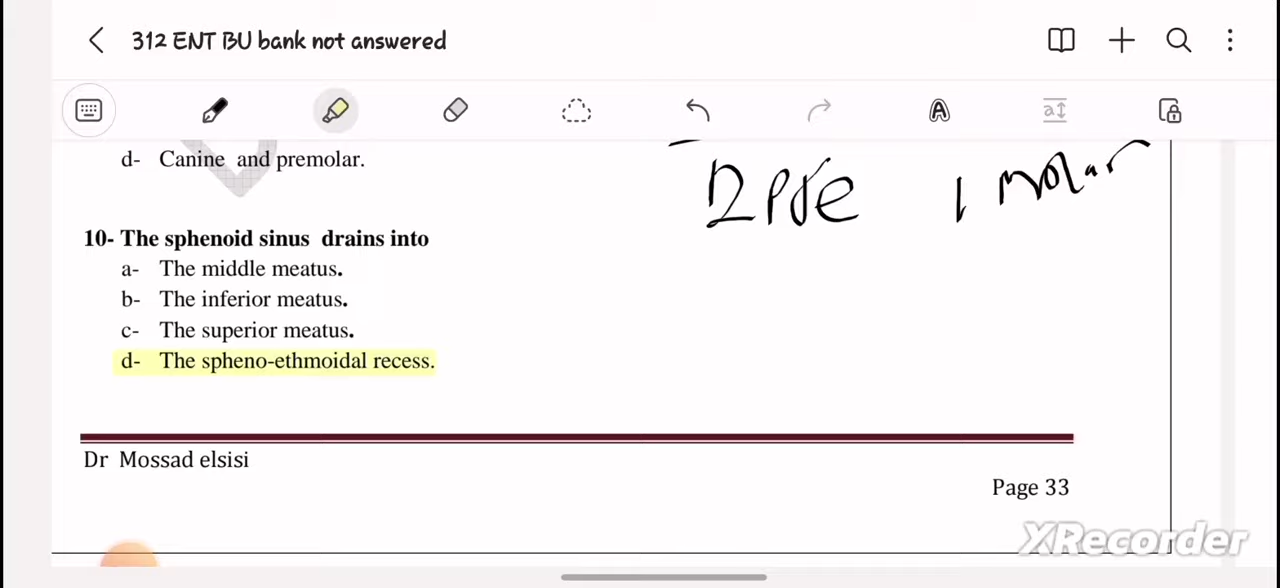 312 ENT BU bank not answered
d- Canine and premolar.
2 Pre 1 molar
10- The sphenoid sinus drains into
a- The middle meatus.
b- The inferior meatus.
c- The superior meatus.
d- The spheno-ethmoidal recess.
Dr Mossad elsisi
Page 33
XRecorder